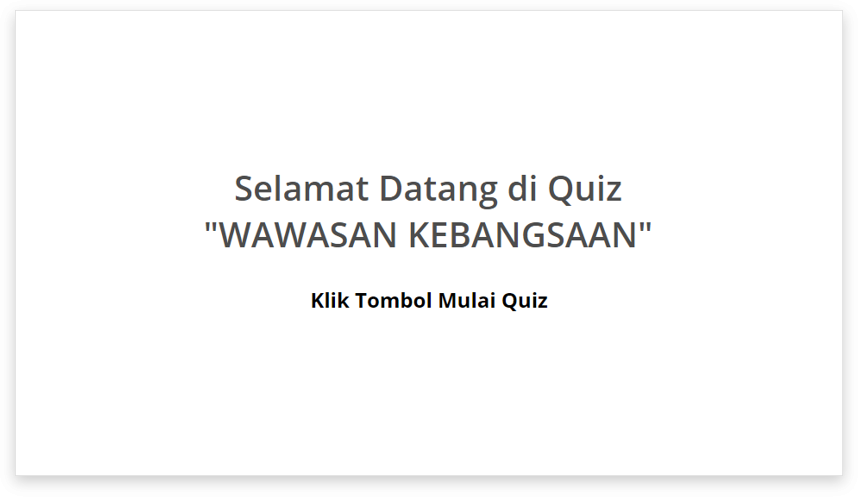 Selamat Datang di Quiz
"WAWASAN KEBANGSAAN"
Klik Tombol Mulai Quiz